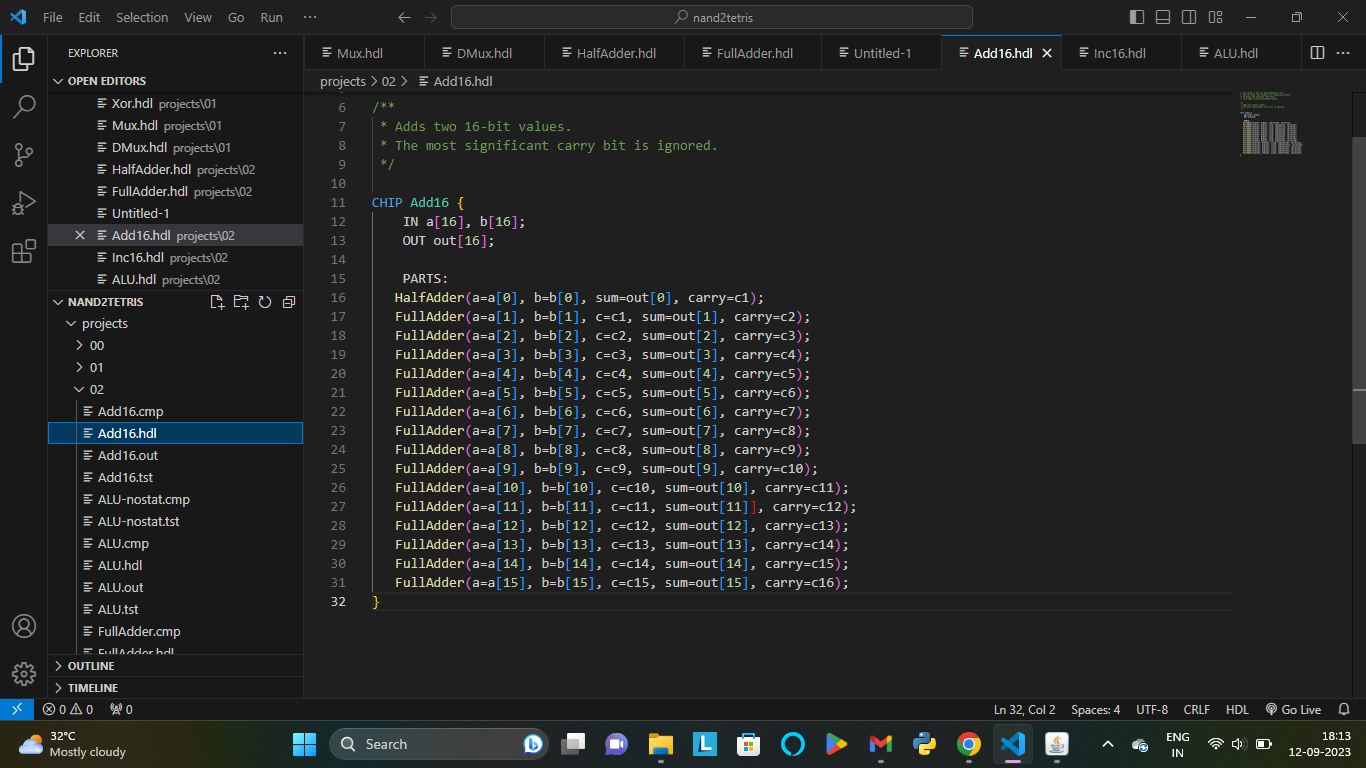 File Edit Selection View Go Run ···
nand2tetris
EXPLORER ···
OPEN EDITORS
Xor.hdl projects\01
Mux.hdl projects\01
DMux.hdl projects\01
HalfAdder.hdl projects\02
FullAdder.hdl projects\02
Untitled-1
Add16.hdl projects\02
Inc16.hdl projects\02
ALU.hdl projects\02
NAND2TETRIS
projects
00
01
02
Add16.cmp
Add16.hdl
Add16.out
Add16.tst
ALU-nostat.cmp
ALU-nostat.tst
ALU.cmp
ALU.hdl
ALU.out
ALU.tst
FullAdder.cmp
FullAdder.hdl
OUTLINE
TIMELINE
Mux.hdl DMux.hdl HalfAdder.hdl FullAdder.hdl Untitled-1 Add16.hdl Inc16.hdl ALU.hdl ···
projects > 02 > Add16.hdl
6 /**
7 * Adds two 16-bit values.
8 * The most significant carry bit is ignored.
9 */
10
11 CHIP Add16 {
12 IN a[16], b[16];
13 OUT out[16];
14
15 PARTS:
16 HalfAdder(a=a[0], b=b[0], sum=out[0], carry=c1);
17 FullAdder(a=a[1], b=b[1], c=c1, sum=out[1], carry=c2);
18 FullAdder(a=a[2], b=b[2], c=c2, sum=out[2], carry=c3);
19 FullAdder(a=a[3], b=b[3], c=c3, sum=out[3], carry=c4);
20 FullAdder(a=a[4], b=b[4], c=c4, sum=out[4], carry=c5);
21 FullAdder(a=a[5], b=b[5], c=c5, sum=out[5], carry=c6);
22 FullAdder(a=a[6], b=b[6], c=c6, sum=out[6], carry=c7);
23 FullAdder(a=a[7], b=b[7], c=c7, sum=out[7], carry=c8);
24 FullAdder(a=a[8], b=b[8], c=c8, sum=out[8], carry=c9);
25 FullAdder(a=a[9], b=b[9], c=c9, sum=out[9], carry=c10);
26 FullAdder(a=a[10], b=b[10], c=c10, sum=out[10], carry=c11);
27 FullAdder(a=a[11], b=b[11], c=c11, sum=out[11]], carry=c12);
28 FullAdder(a=a[12], b=b[12], c=c12, sum=out[12], carry=c13);
29 FullAdder(a=a[13], b=b[13], c=c13, sum=out[13], carry=c14);
30 FullAdder(a=a[14], b=b[14], c=c14, sum=out[14], carry=c15);
31 FullAdder(a=a[15], b=b[15], c=c15, sum=out[15], carry=c16);
32 }
0 0 0 Ln 32, Col 2 Spaces: 4 UTF-8 CRLF HDL Go Live
32°C
Mostly cloudy
Search
L
ENG
IN
18:13
12-09-2023